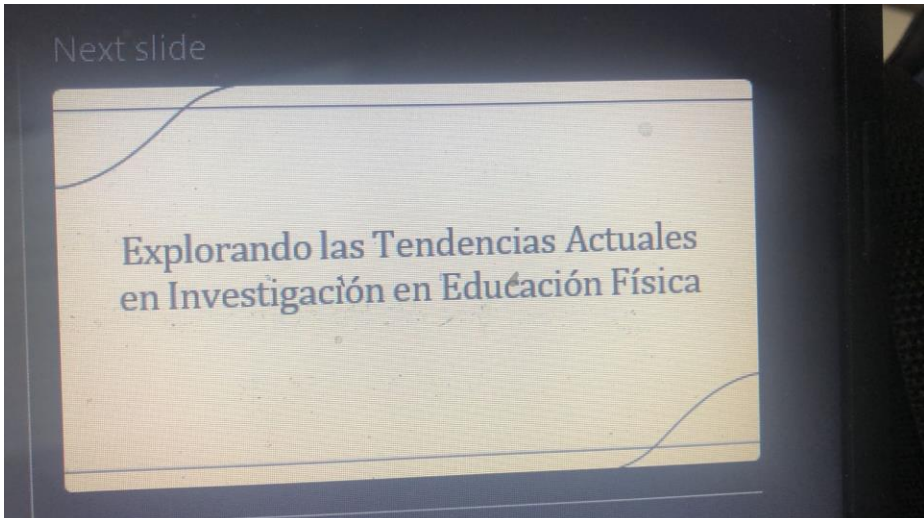 Next slide
Explorando las Tendencias Actuales
en Investigación en Educación Física